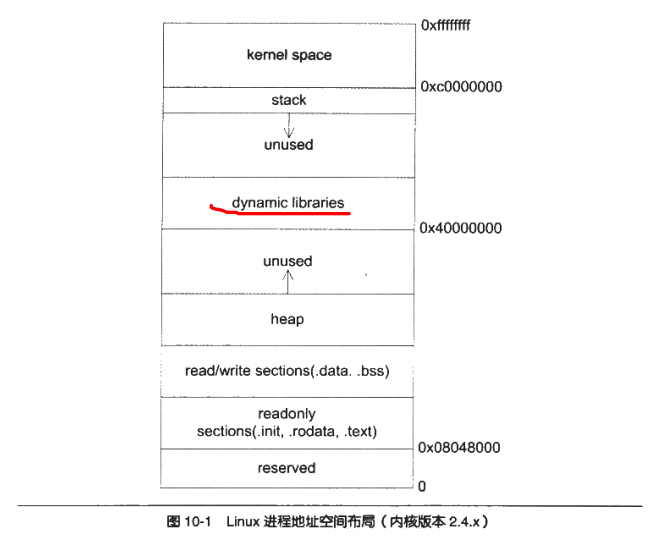 0xffffffff
kernel space
0xc0000000
stack
unused
dynamic libraries
0x40000000
unused
heap
read/write sections(.data. .bss)
readonly
sections(.init, .rodata, .text)
0x08048000
reserved
0
图 10-1 Linux 进程地址空间布局（内核版本 2.4.x）